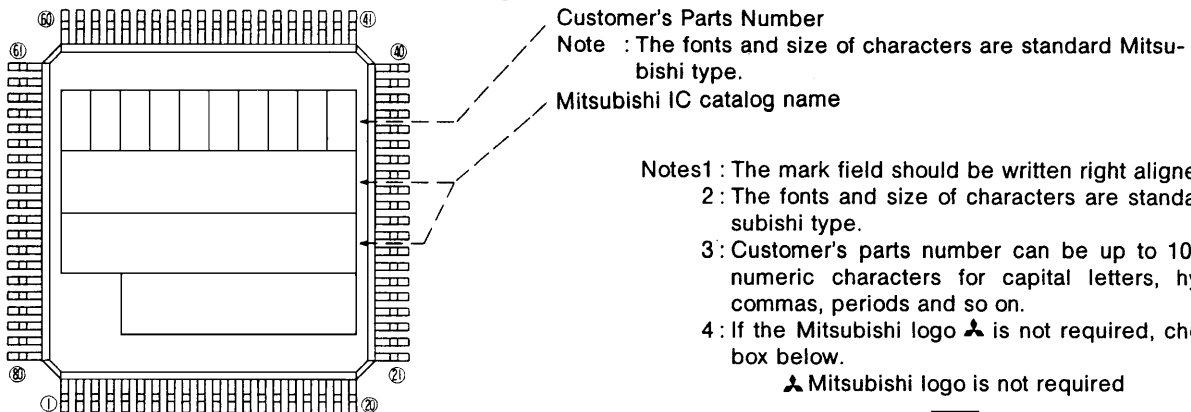 60
41
61
40
80
21
1
20
Customer's Parts Number
Note : The fonts and size of characters are standard Mitsu-
bishi type.
Mitsubishi IC catalog name
Notes1 : The mark field should be written right aligne
2 : The fonts and size of characters are standa
subishi type.
3 : Customer's parts number can be up to 10
numeric characters for capital letters, hy
commas, periods and so on.
4 : If the Mitsubishi logo is not required, che
box below.
Mitsubishi logo is not required